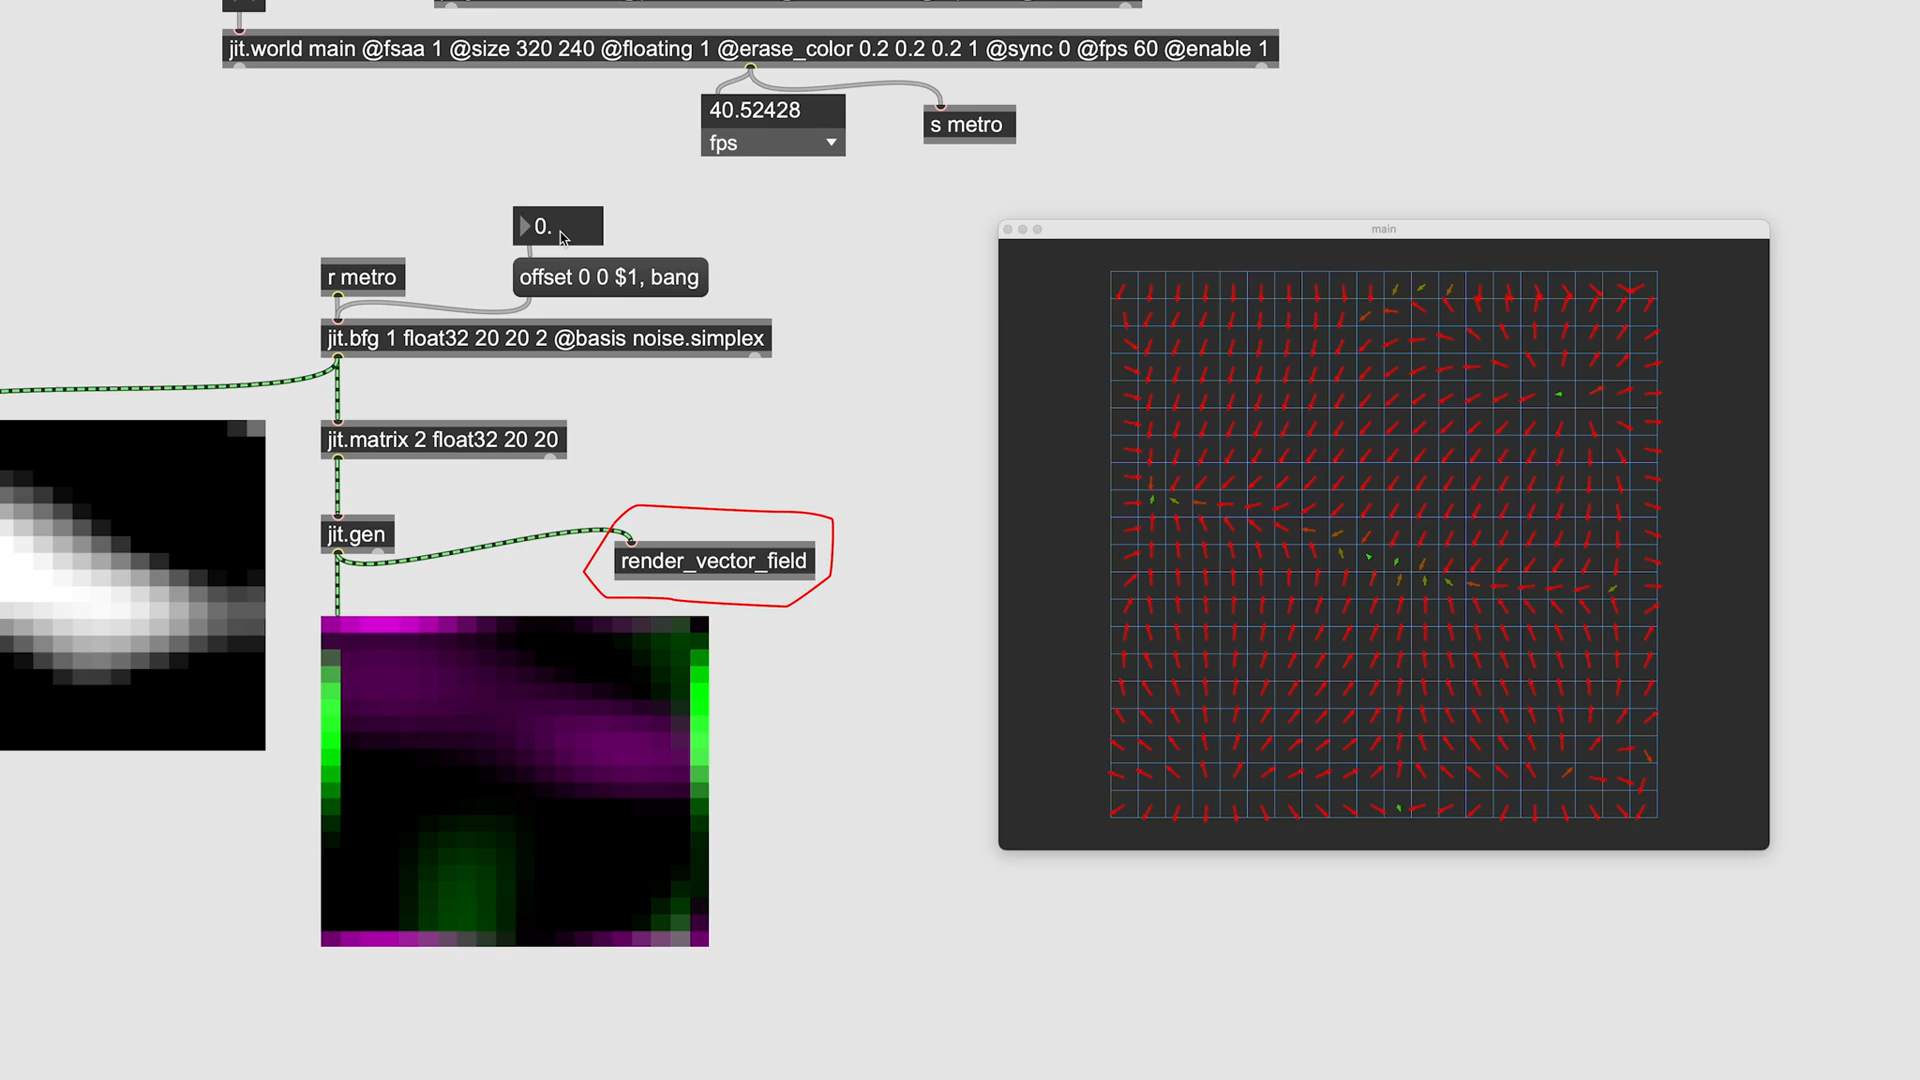 jit.world main @fsaa 1 @size 320 240 @floating 1 @erase_color 0.2 0.2 0.2 1 @sync 0 @fps 60 @enable 1
40.52428
fps
s metro
0.
r metro
offset 0 0 $1, bang
main
jit.bfg 1 float32 20 20 2 @basis noise.simplex
jit.matrix 2 float32 20 20
jit.gen
render_vector_field